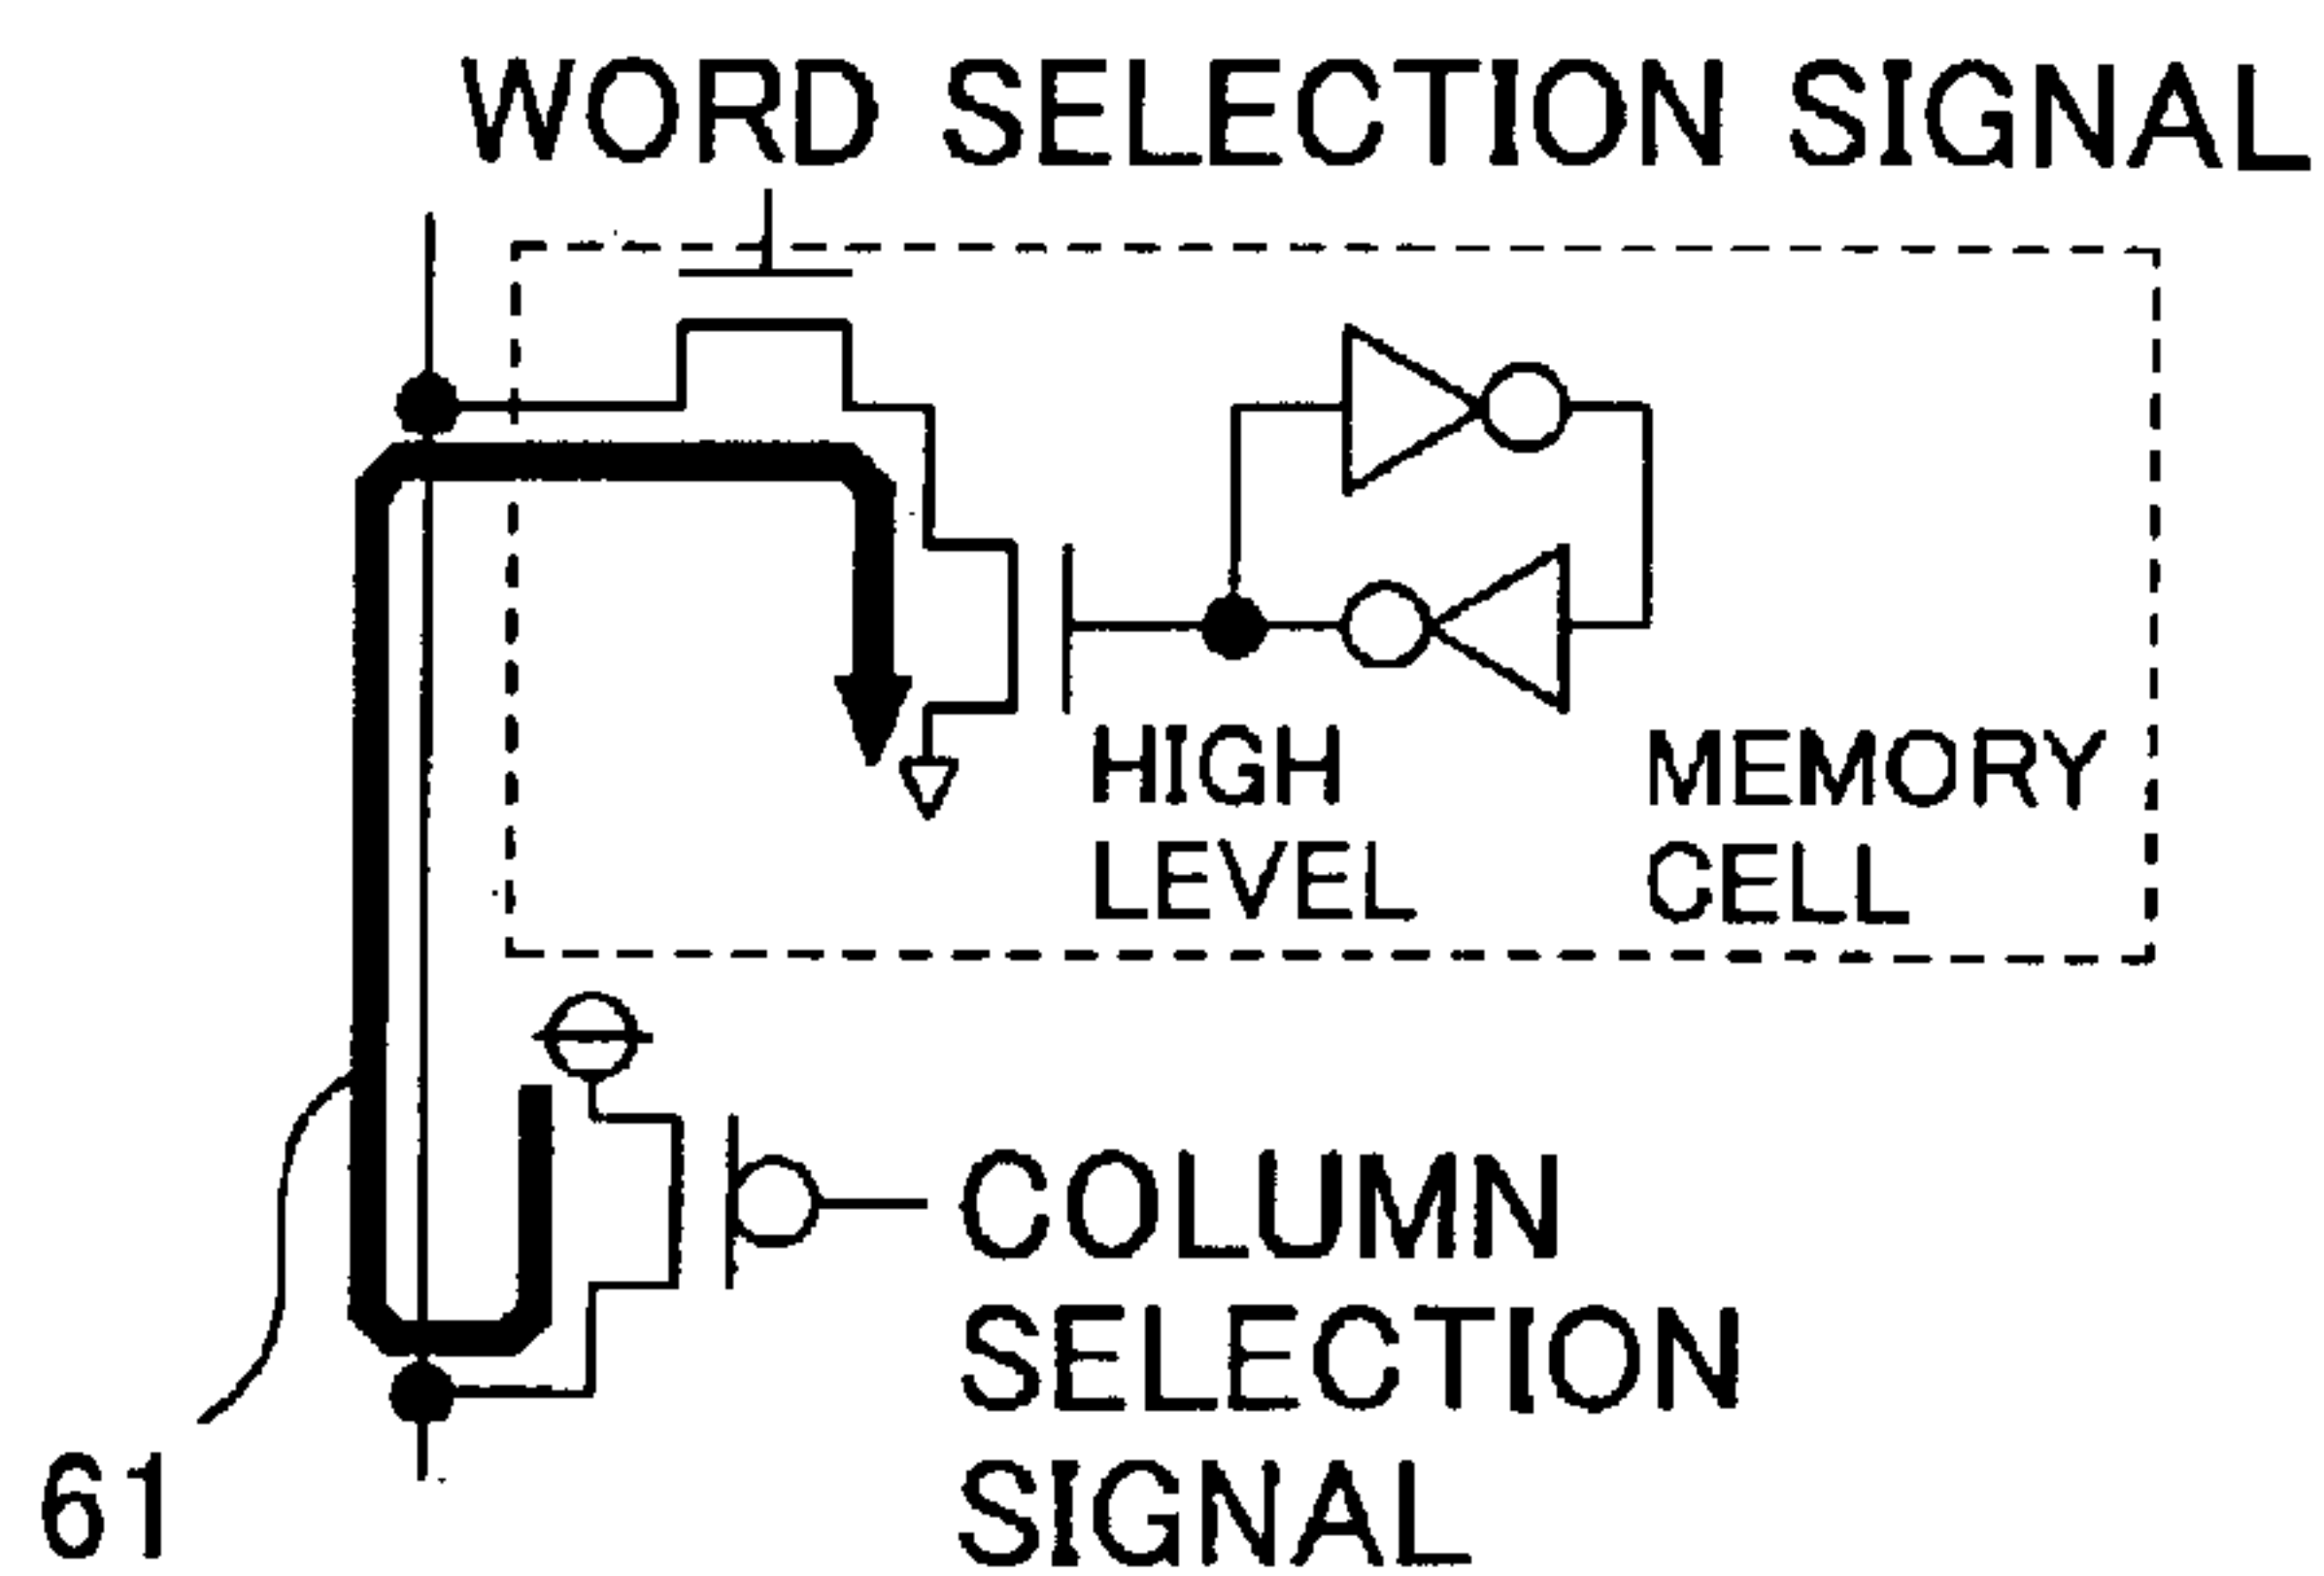 WORD SELECTION SIGNAL
HIGH
LEVEL
MEMORY
CELL
COLUMN
SELECTION
SIGNAL
61